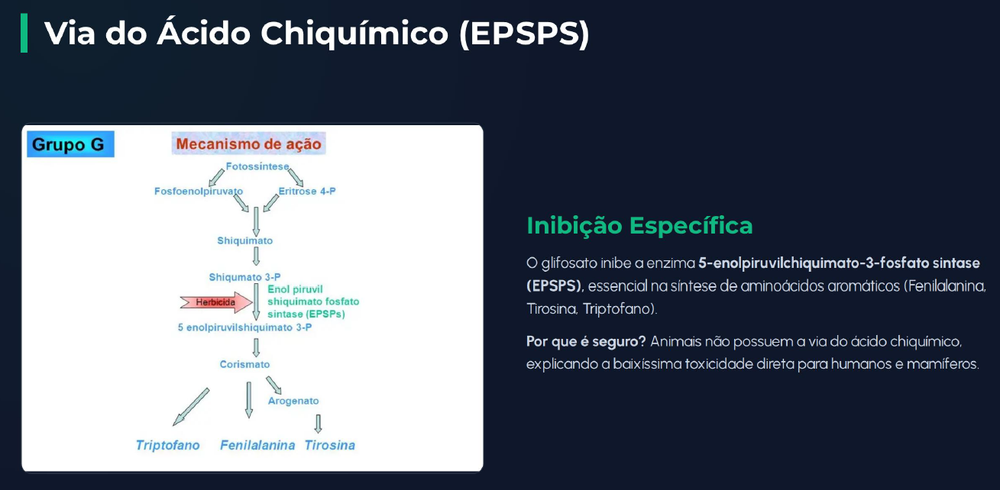 Via do Ácido Chiquímico (EPSPS)
Grupo G
Mecanismo de ação
Fotossíntese
Fosfoenolpiruvato
Eritrose 4-P
Shiquimato
Shiqumato 3-P
Herbicida
Enol piruvil
shiquimato fosfato
sintase (EPSPs)
5 enolpiruvilshiquimato 3-P
Corismato
Arogenato
Triptofano
Fenilalanina
Tirosina
Inibição Específica
O glifosato inibe a enzima 5-enolpiruvilchiquimato-3-fosfato sintase
(EPSPS), essencial na síntese de aminoácidos aromáticos (Fenilalanina,
Tirosina, Triptofano).
Por que é seguro? Animais não possuem a via do ácido chiquímico,
explicando a baixíssima toxicidade direta para humanos e mamíferos.